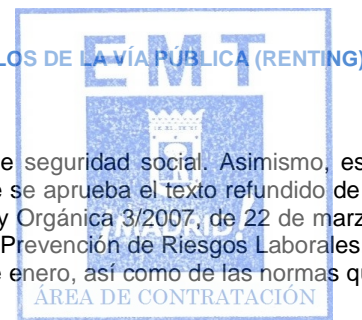 LOS DE LA VÍA PÚBLICA (RENTING)
EMT
e seguridad social. Asimismo, es
se aprueba el texto refundido de
y Orgánica 3/2007, de 22 de marz
¡MADRID!
Prevención de Riesgos Laborales
e enero, así como de las normas qu
ÁREA DE CONTRATACIÓN